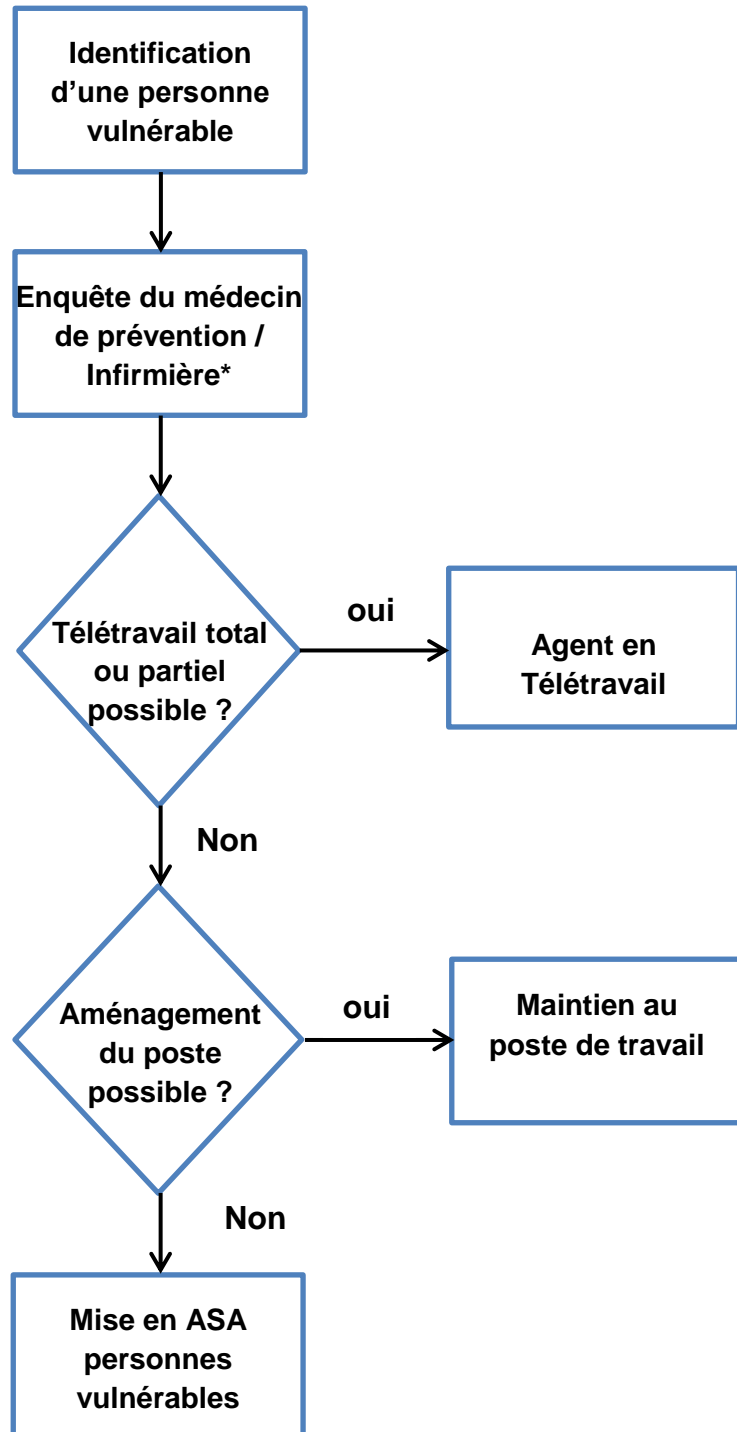 Identification
d’une personne
vulnérable
Enquête du médecin
de prévention /
Infirmière*
Télétravail total
ou partiel
possible ?
oui
Agent en
Télétravail
Non
Aménagement
du poste
possible ?
oui
Maintien au
poste de travail
Non
Mise en ASA
personnes
vulnérables